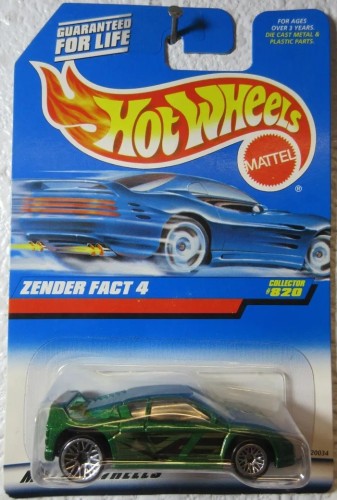 GUARANTEED
FOR LIFE
FOR AGES
OVER 3 YEARS.
DIE CAST METAL &
PLASTIC PARTS.
HOT WHEELS
MATTEL
®
ZENDER FACT 4
COLLECTOR
#820
20034